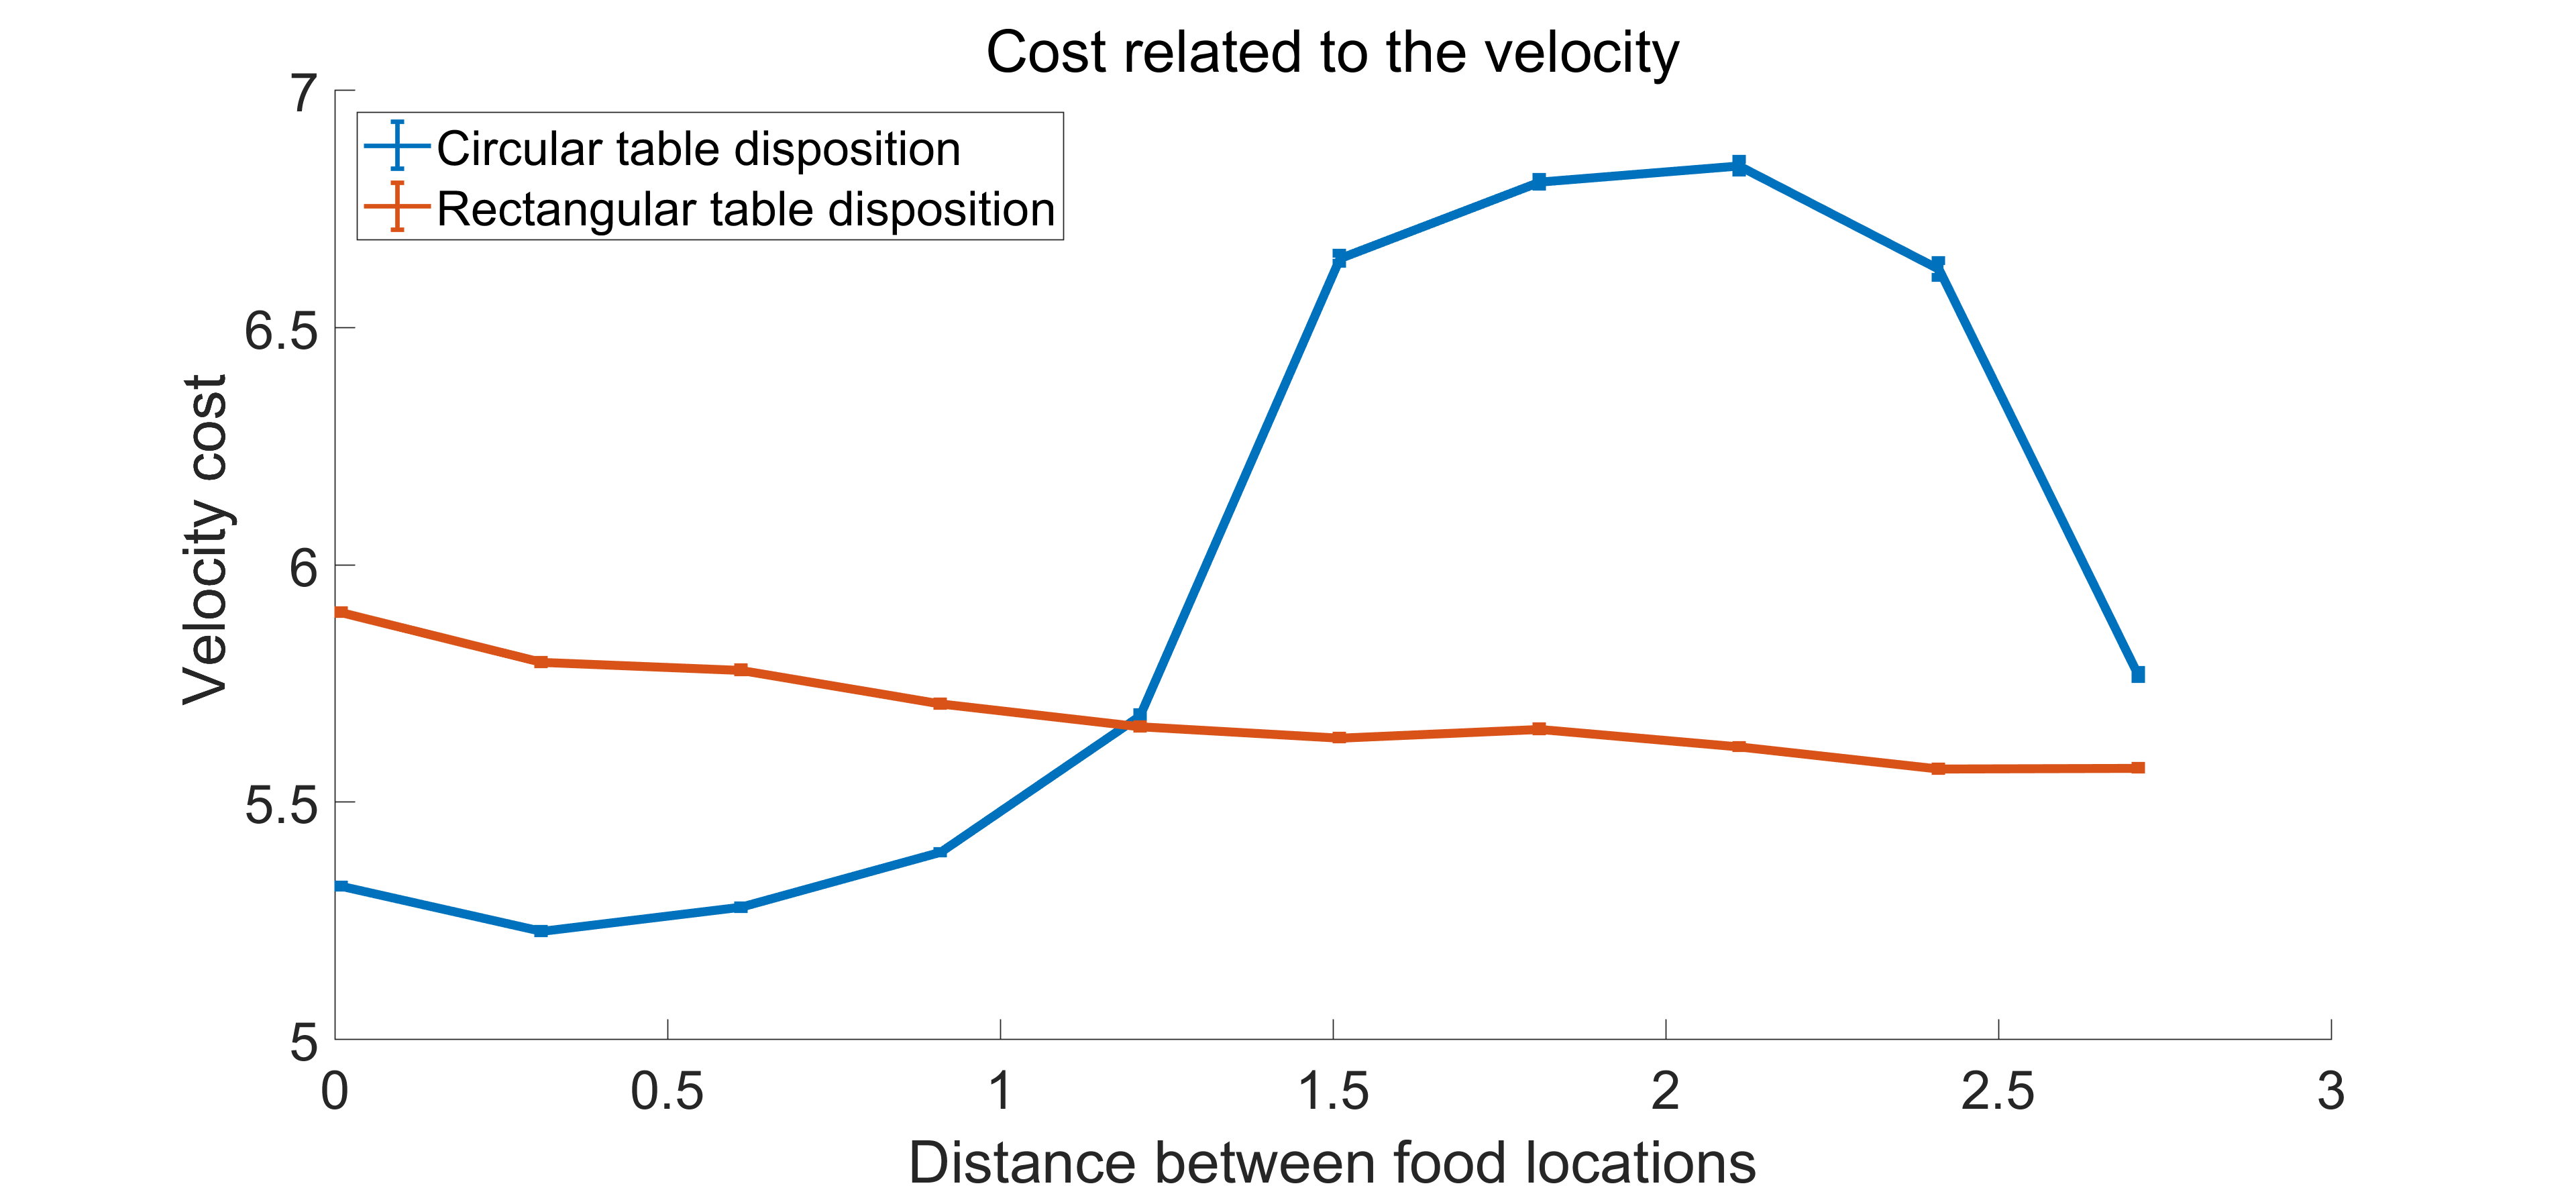 Cost related to the velocity
7
Circular table disposition
Rectangular table disposition
6.5
6
5.5
5
Velocity cost
0 0.5 1 1.5 2 2.5 3
Distance between food locations